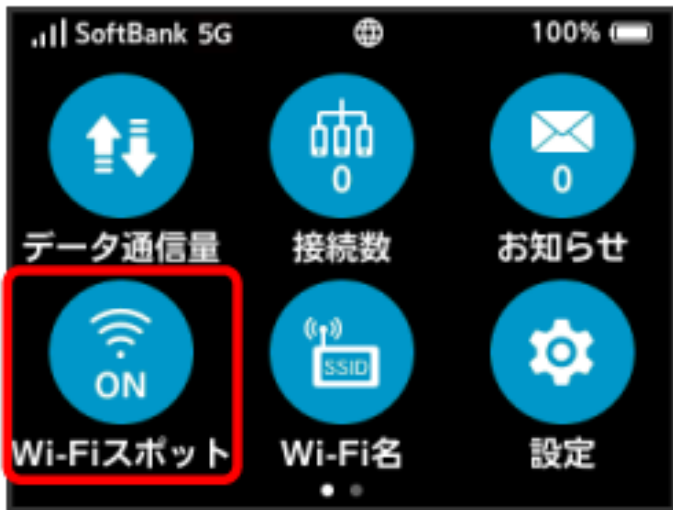 SoftBank 5G 100%
0 0
データ通信量 接続数 お知らせ
ON SSID
Wi-Fiスポット Wi-Fi名 設定